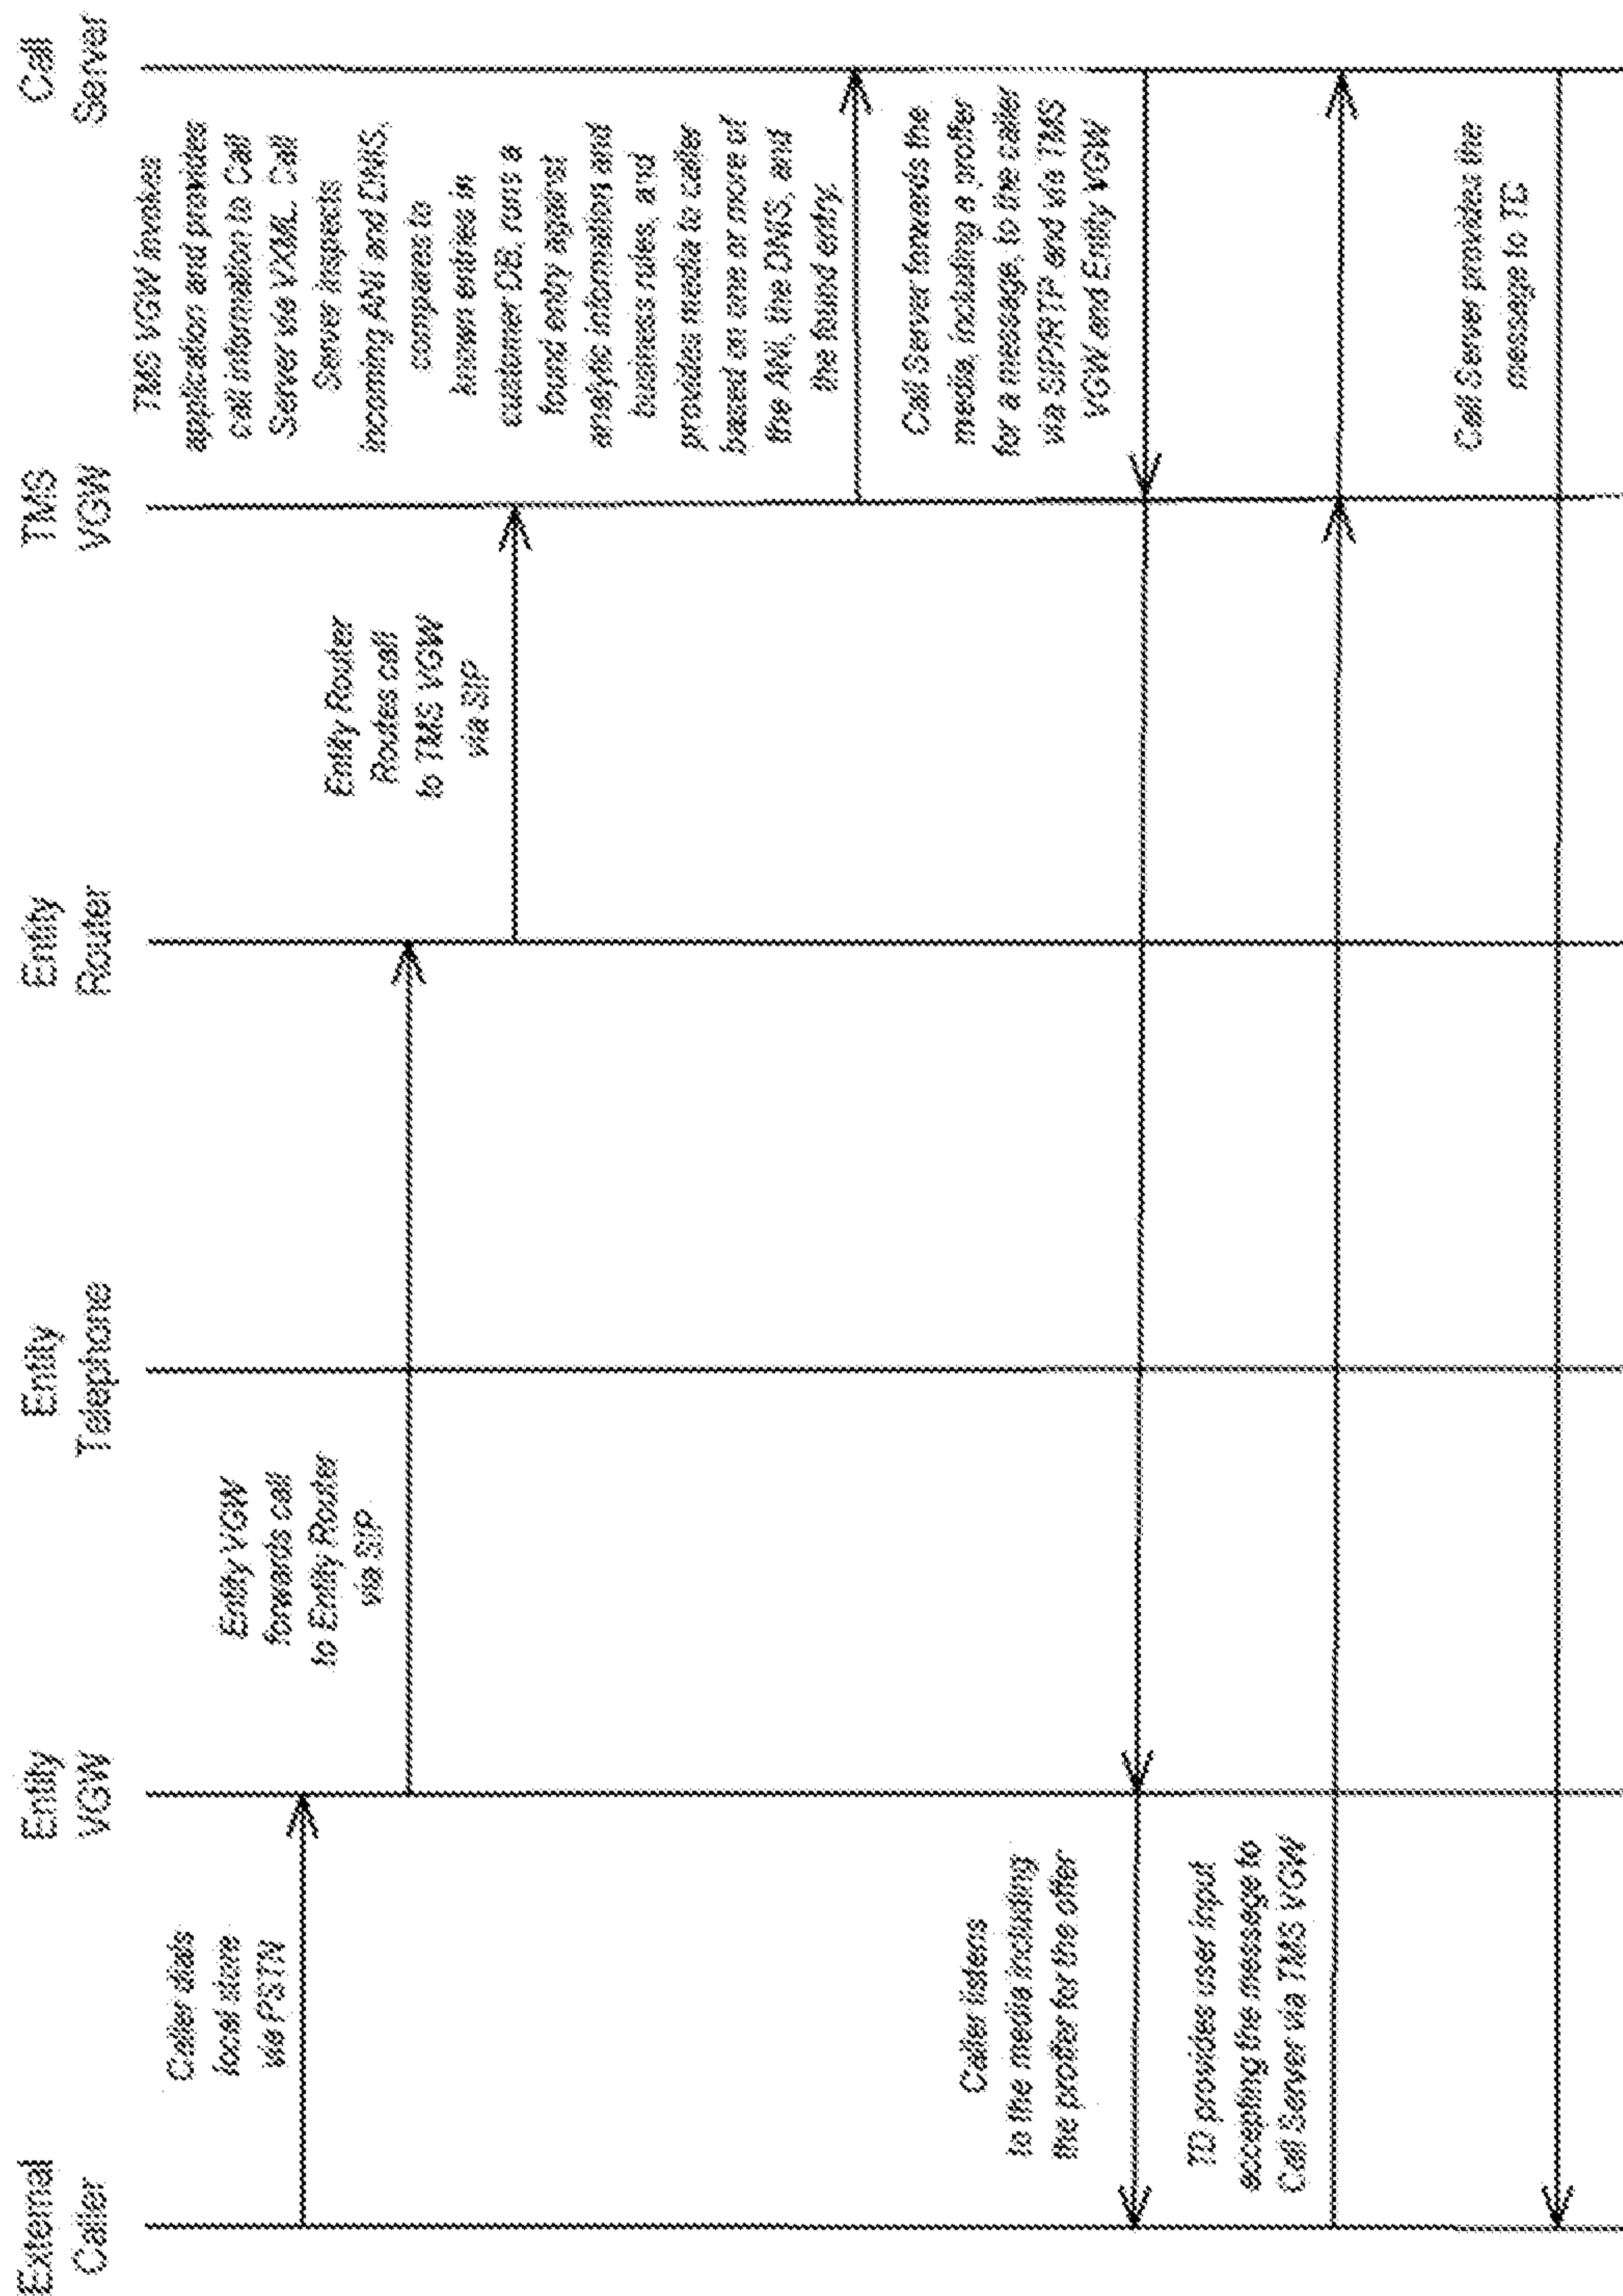 External
Caller
Entity
VGW
Entity
Telephone
Entity
Router
TMS
VGW
Call
Server
Caller dials
local store
via PSTN
Entity VGW
forwards call
to Entity Router
via SIP
Entity Router
Routes call
to TMS VGW
via SIP
TMS VGW invokes
application and provides
call information to Call
Server via VXML. Call
Server inspects
incoming ANI and DNIS,
compares to
known entries in
customer DB, runs a
found entry against
analytic information and
business rules, and
provides media to caller
based on one or more of
the ANI, the DNIS, and
the found entry.
Call Server forwards the
media, including a proffer
for a message, to the caller
via SIP/RTP and via TMS
VGW and Entity VGW
Caller listens
to the media including
the proffer for the offer
TD provides user input
accepting the message to
Call Server via TMS VGW
Call Server provides the
message to TD